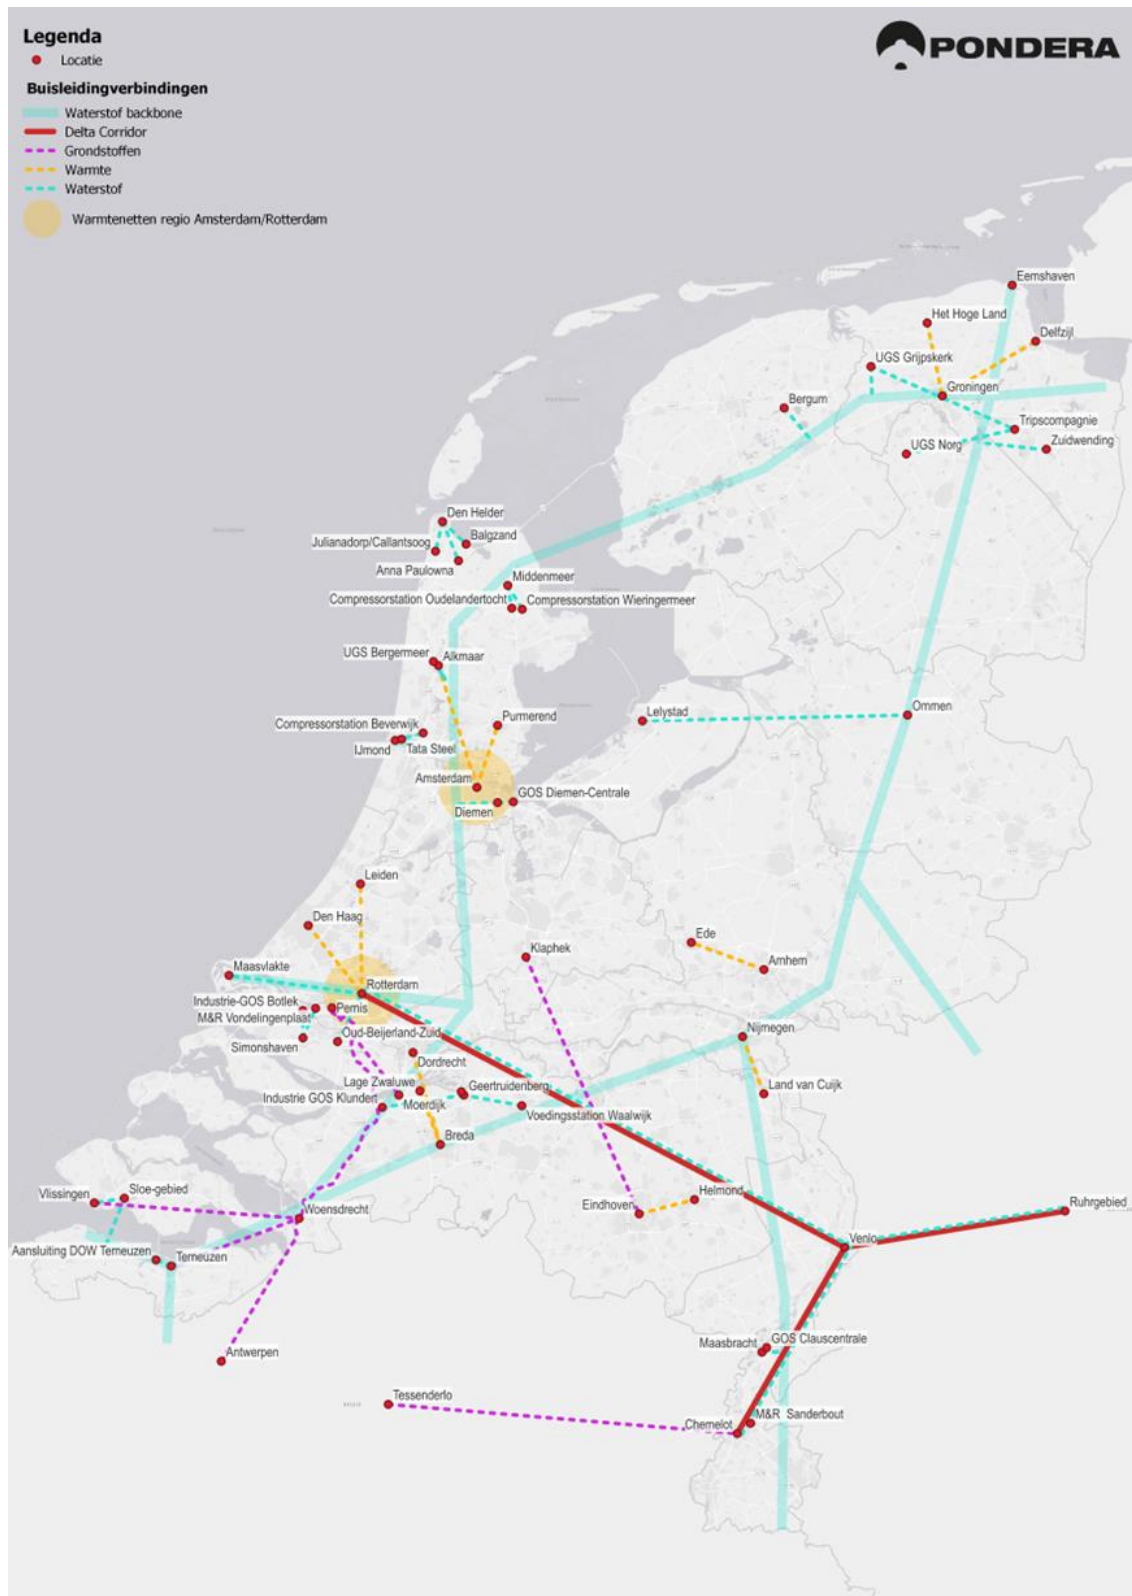 Legenda
PONDERA
Locatie
Buisleidingverbindingen
Waterstof backbone
Delta Corridor
Grondstoffen
Warmte
Waterstof
Warmtenetten regio Amsterdam/Rotterdam
Eemshaven
Het Hoge Land
Delfzijl
UGS Grijpskerk
Groningen
Bergum
Tripscompagnie
Zuidwending
UGS Norg
Den Helder
Balgzand
Julianadorp/Callantsoog
Anna Paulowna
Middenmeer
Compressorstation Oudelandertocht
Compressorstation Wieringermeer
UGS Bergermeer
Alkmaar
Lelystad
Ommen
Purmerend
Compressorstation Beverwijk
IJmond
Tata Steel
Amsterdam
GOS Diemen-Centrale
Diemen
Leiden
Den Haag
Klaphek
Ede
Arnhem
Maasvlakte
Rotterdam
Industrie-GOS Botlek
Pernis
M&R Vondelingenplaat
Oud-Beijerland-Zuid
Simonshaven
Nijmegen
Dordrecht
Lage Zwaluwe
Geertruidenberg
Land van Cuijk
Industrie GOS Klundert
Moerdijk
Voedingsstation Waalwijk
Breda
Vlissingen
Sloe-gebied
Helmond
Eindhoven
Woensdrecht
Ruhrgebied
Venlo
Aansluiting DOW Terneuzen
Terneuzen
Antwerpen
Maasbracht
GOS Clauscentrale
Tessenderlo
M&R Sanderbout
Chemelot